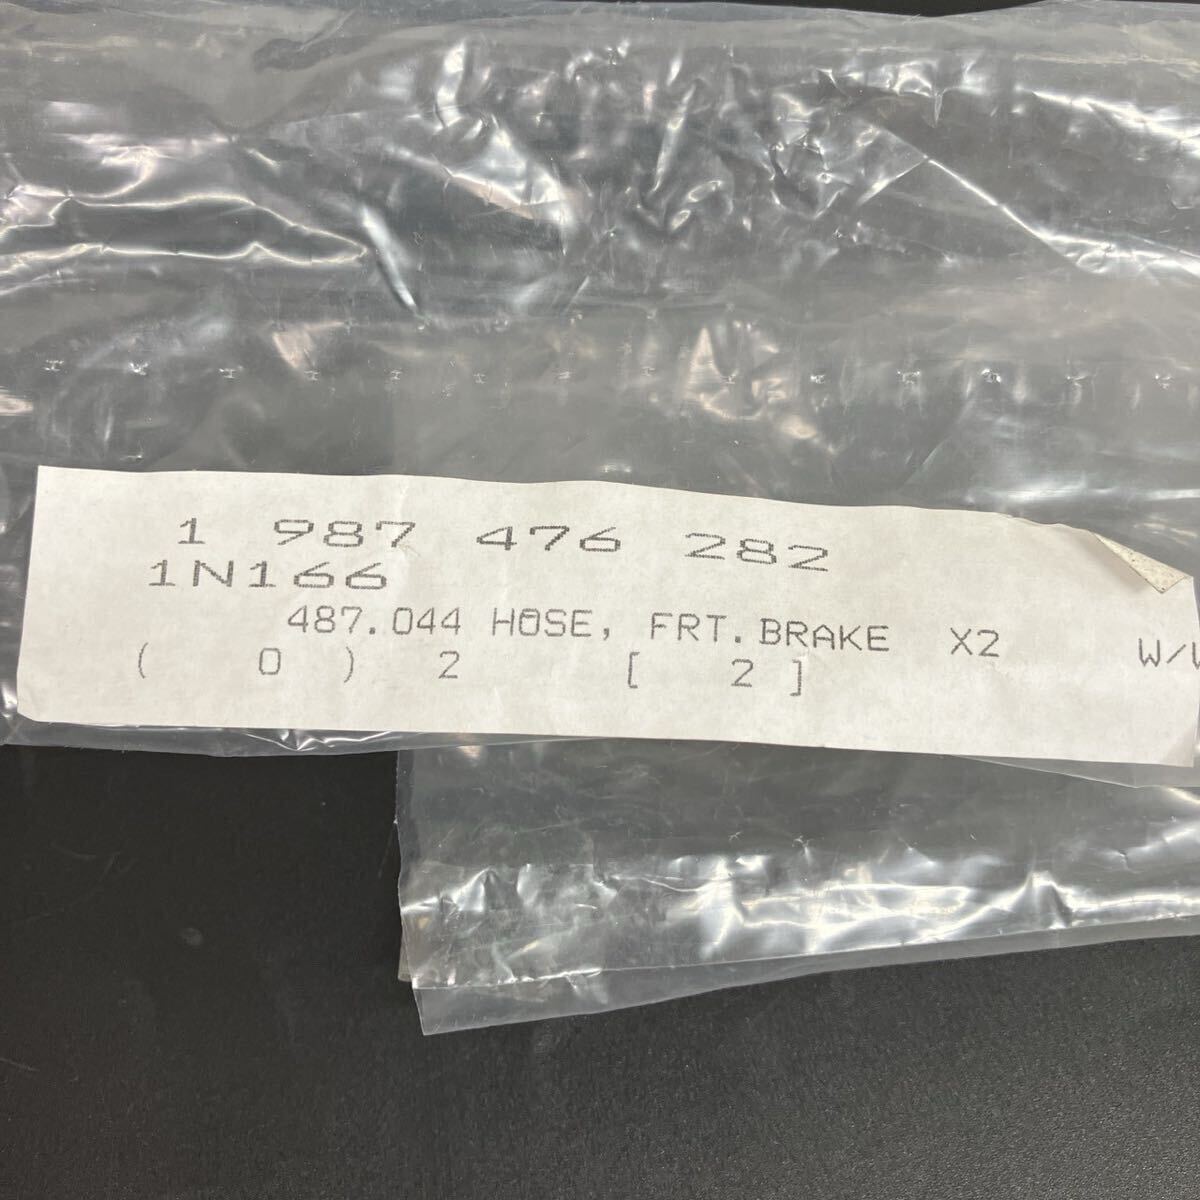 1 987 476 282
1N166
487.044 HOSE, FRT.BRAKE X2
( 0 ) 2 [ 2 ]